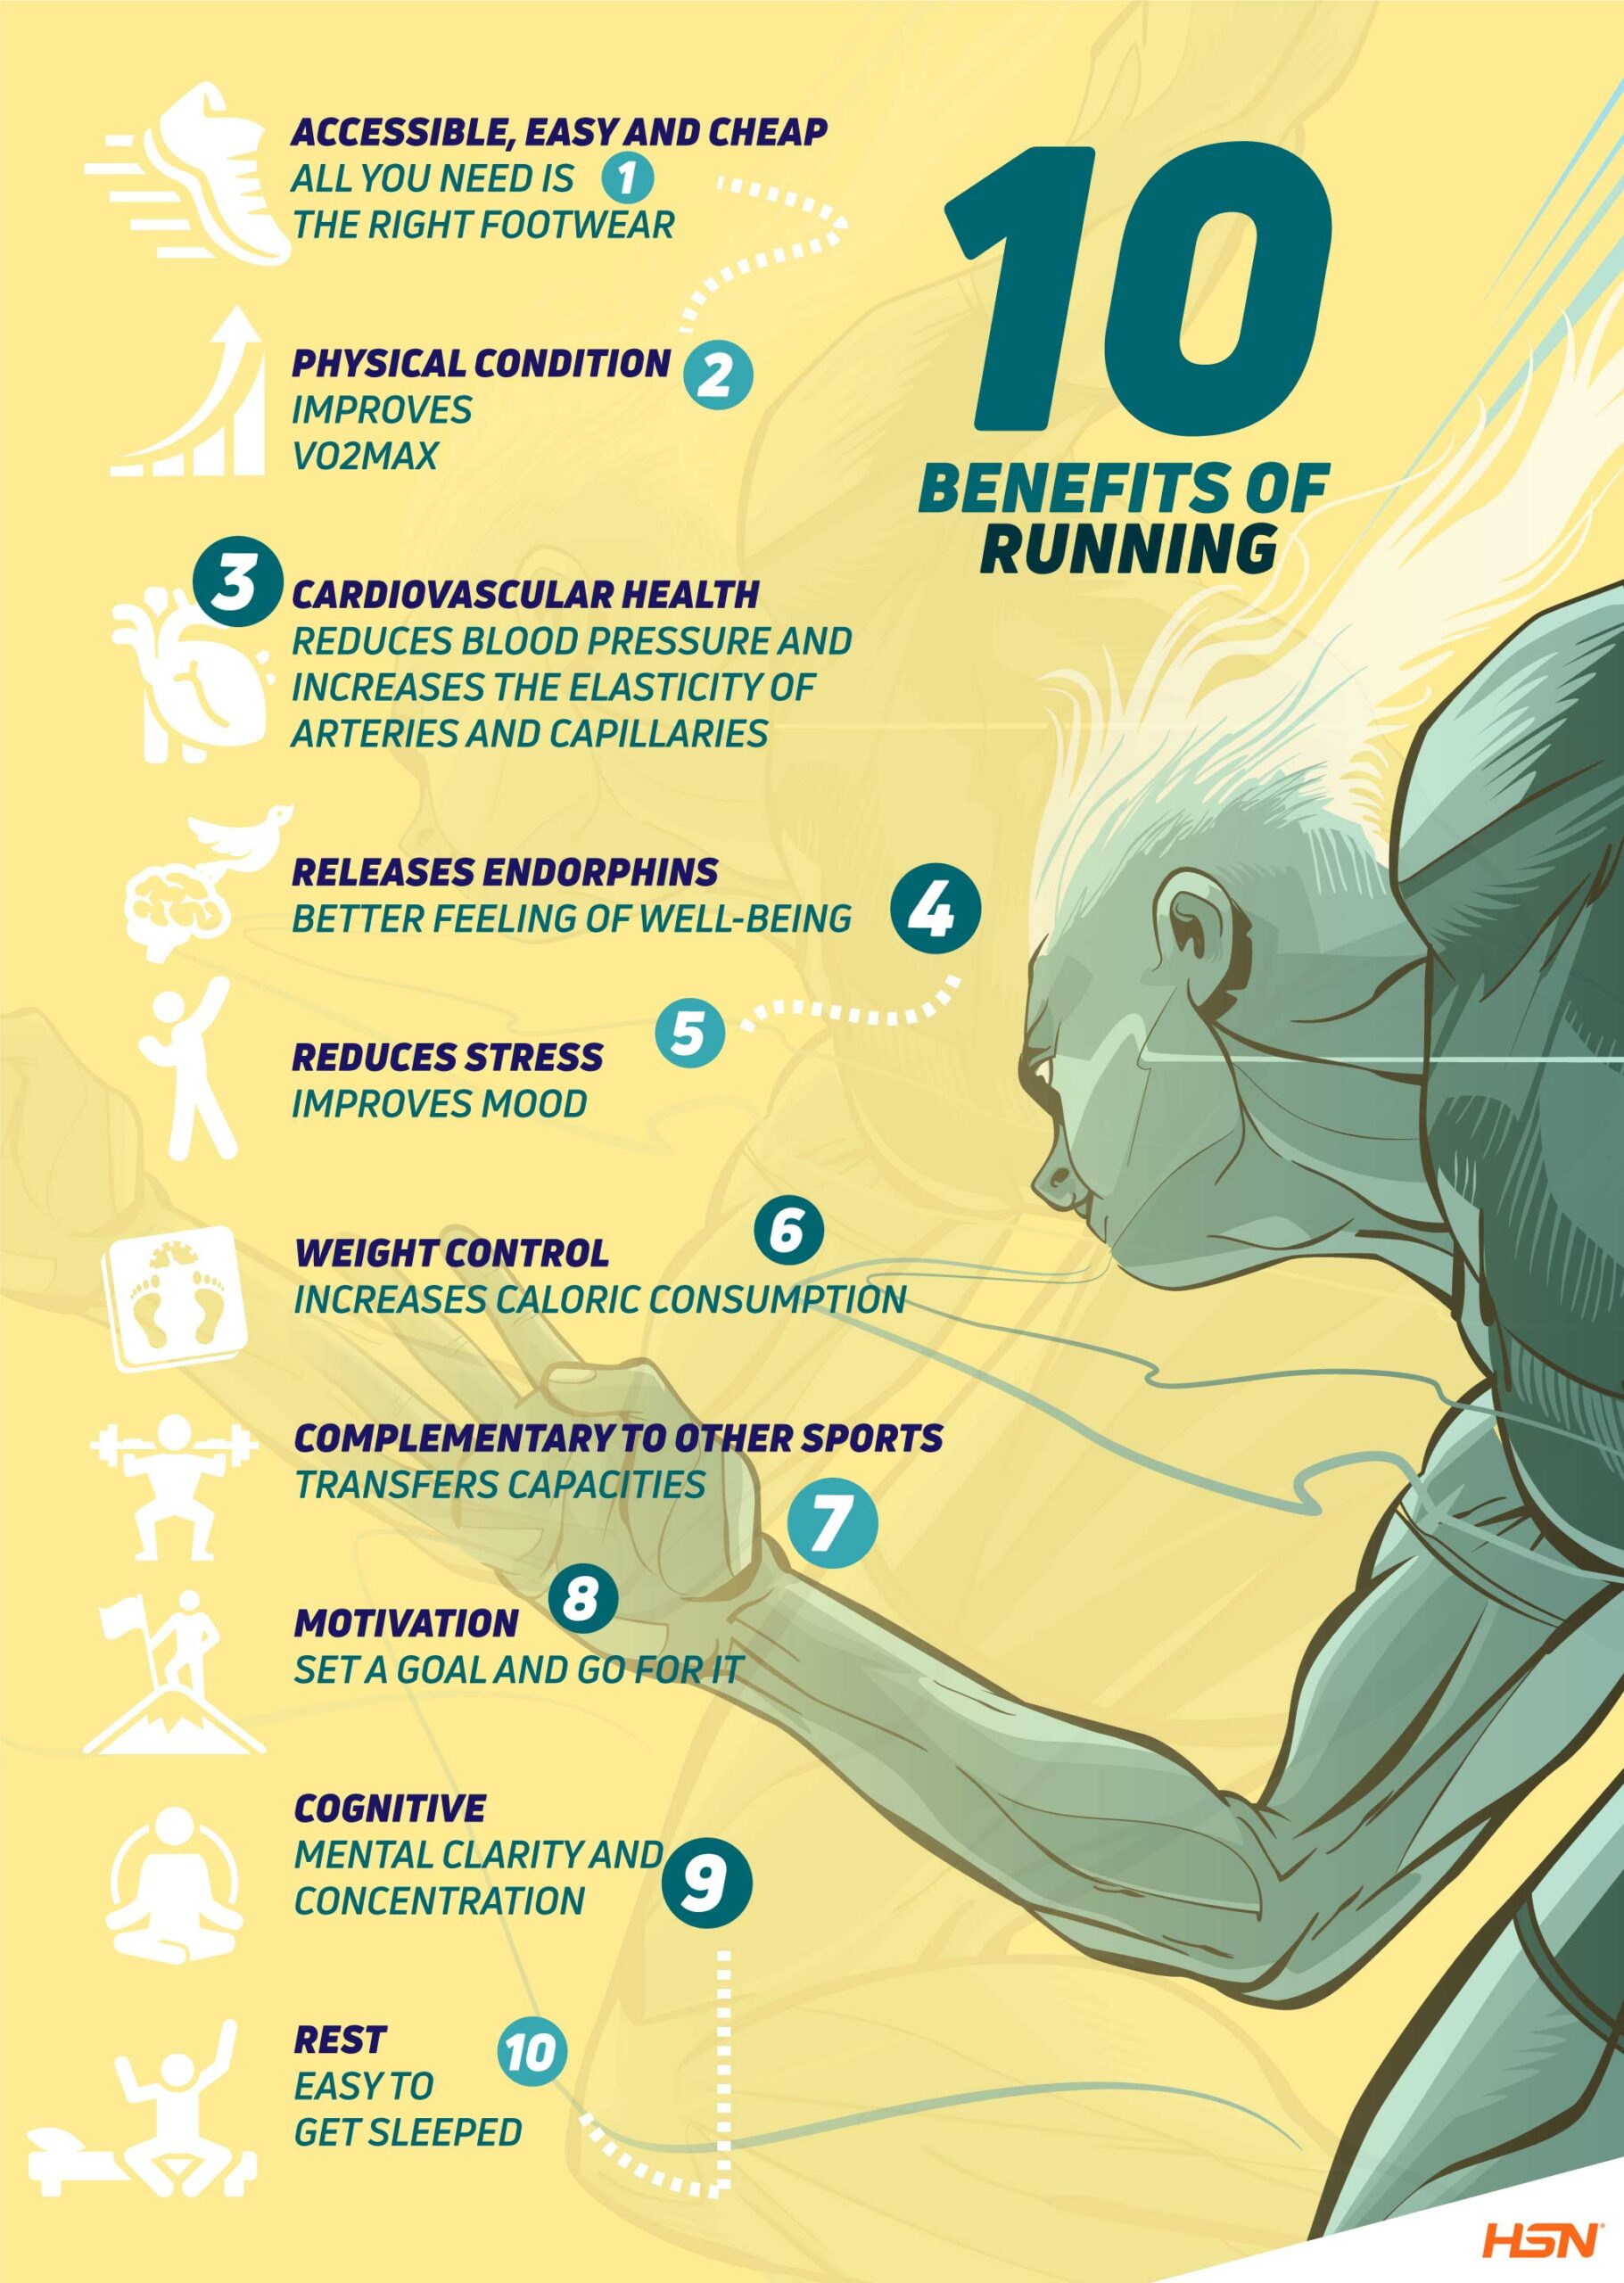 10
BENEFITS OF
RUNNING
ACCESSIBLE, EASY AND CHEAP
ALL YOU NEED IS 1
THE RIGHT FOOTWEAR
PHYSICAL CONDITION 2
IMPROVES
VO2MAX
3 CARDIOVASCULAR HEALTH
REDUCES BLOOD PRESSURE AND
INCREASES THE ELASTICITY OF
ARTERIES AND CAPILLARIES
RELEASES ENDORPHINS
BETTER FEELING OF WELL-BEING 4
5
REDUCES STRESS
IMPROVES MOOD
6
WEIGHT CONTROL
INCREASES CALORIC CONSUMPTION
COMPLEMENTARY TO OTHER SPORTS
TRANSFERS CAPACITIES
7
8
MOTIVATION
SET A GOAL AND GO FOR IT
COGNITIVE
MENTAL CLARITY AND
CONCENTRATION 9
REST 10
EASY TO
GET SLEEPED
HSN®